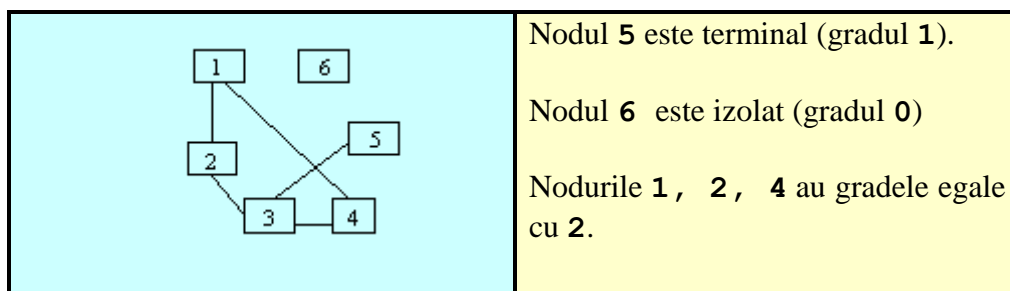 1
6
5
2
3
4
Nodul 5 este terminal (gradul 1).
Nodul 6 este izolat (gradul 0)
Nodurile 1, 2, 4 au gradele egale
cu 2.